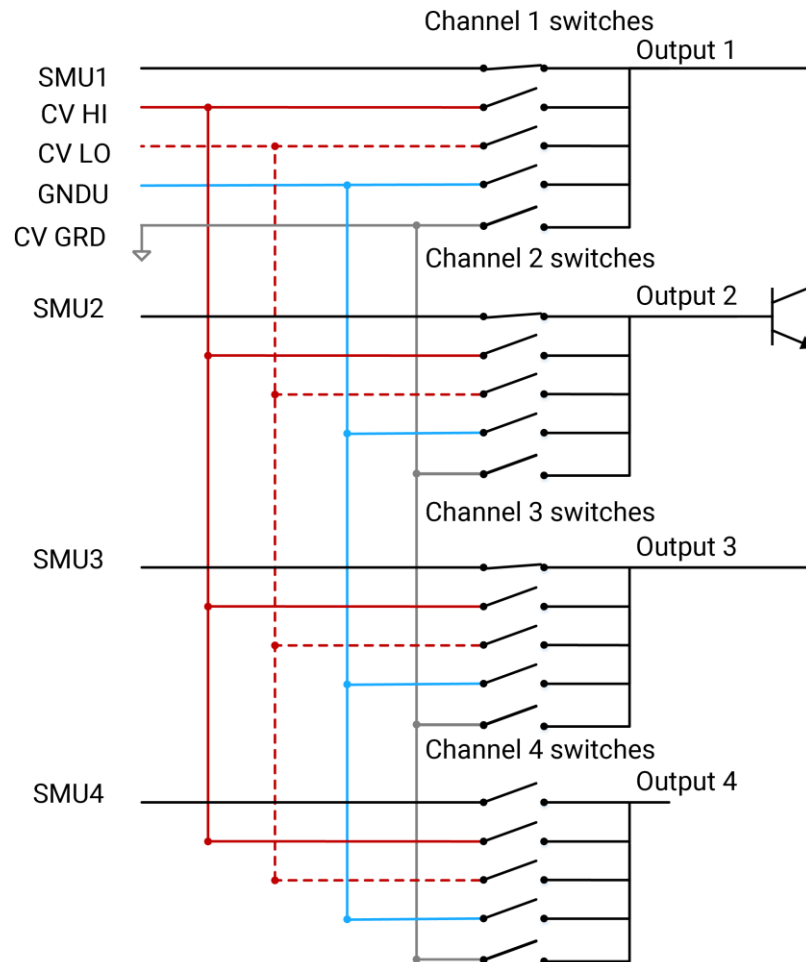 Channel 1 switches
Output 1
SMU1
CV HI
CV LO
GNDU
CV GRD
Channel 2 switches
Output 2
SMU2
Channel 3 switches
Output 3
SMU3
Channel 4 switches
Output 4
SMU4